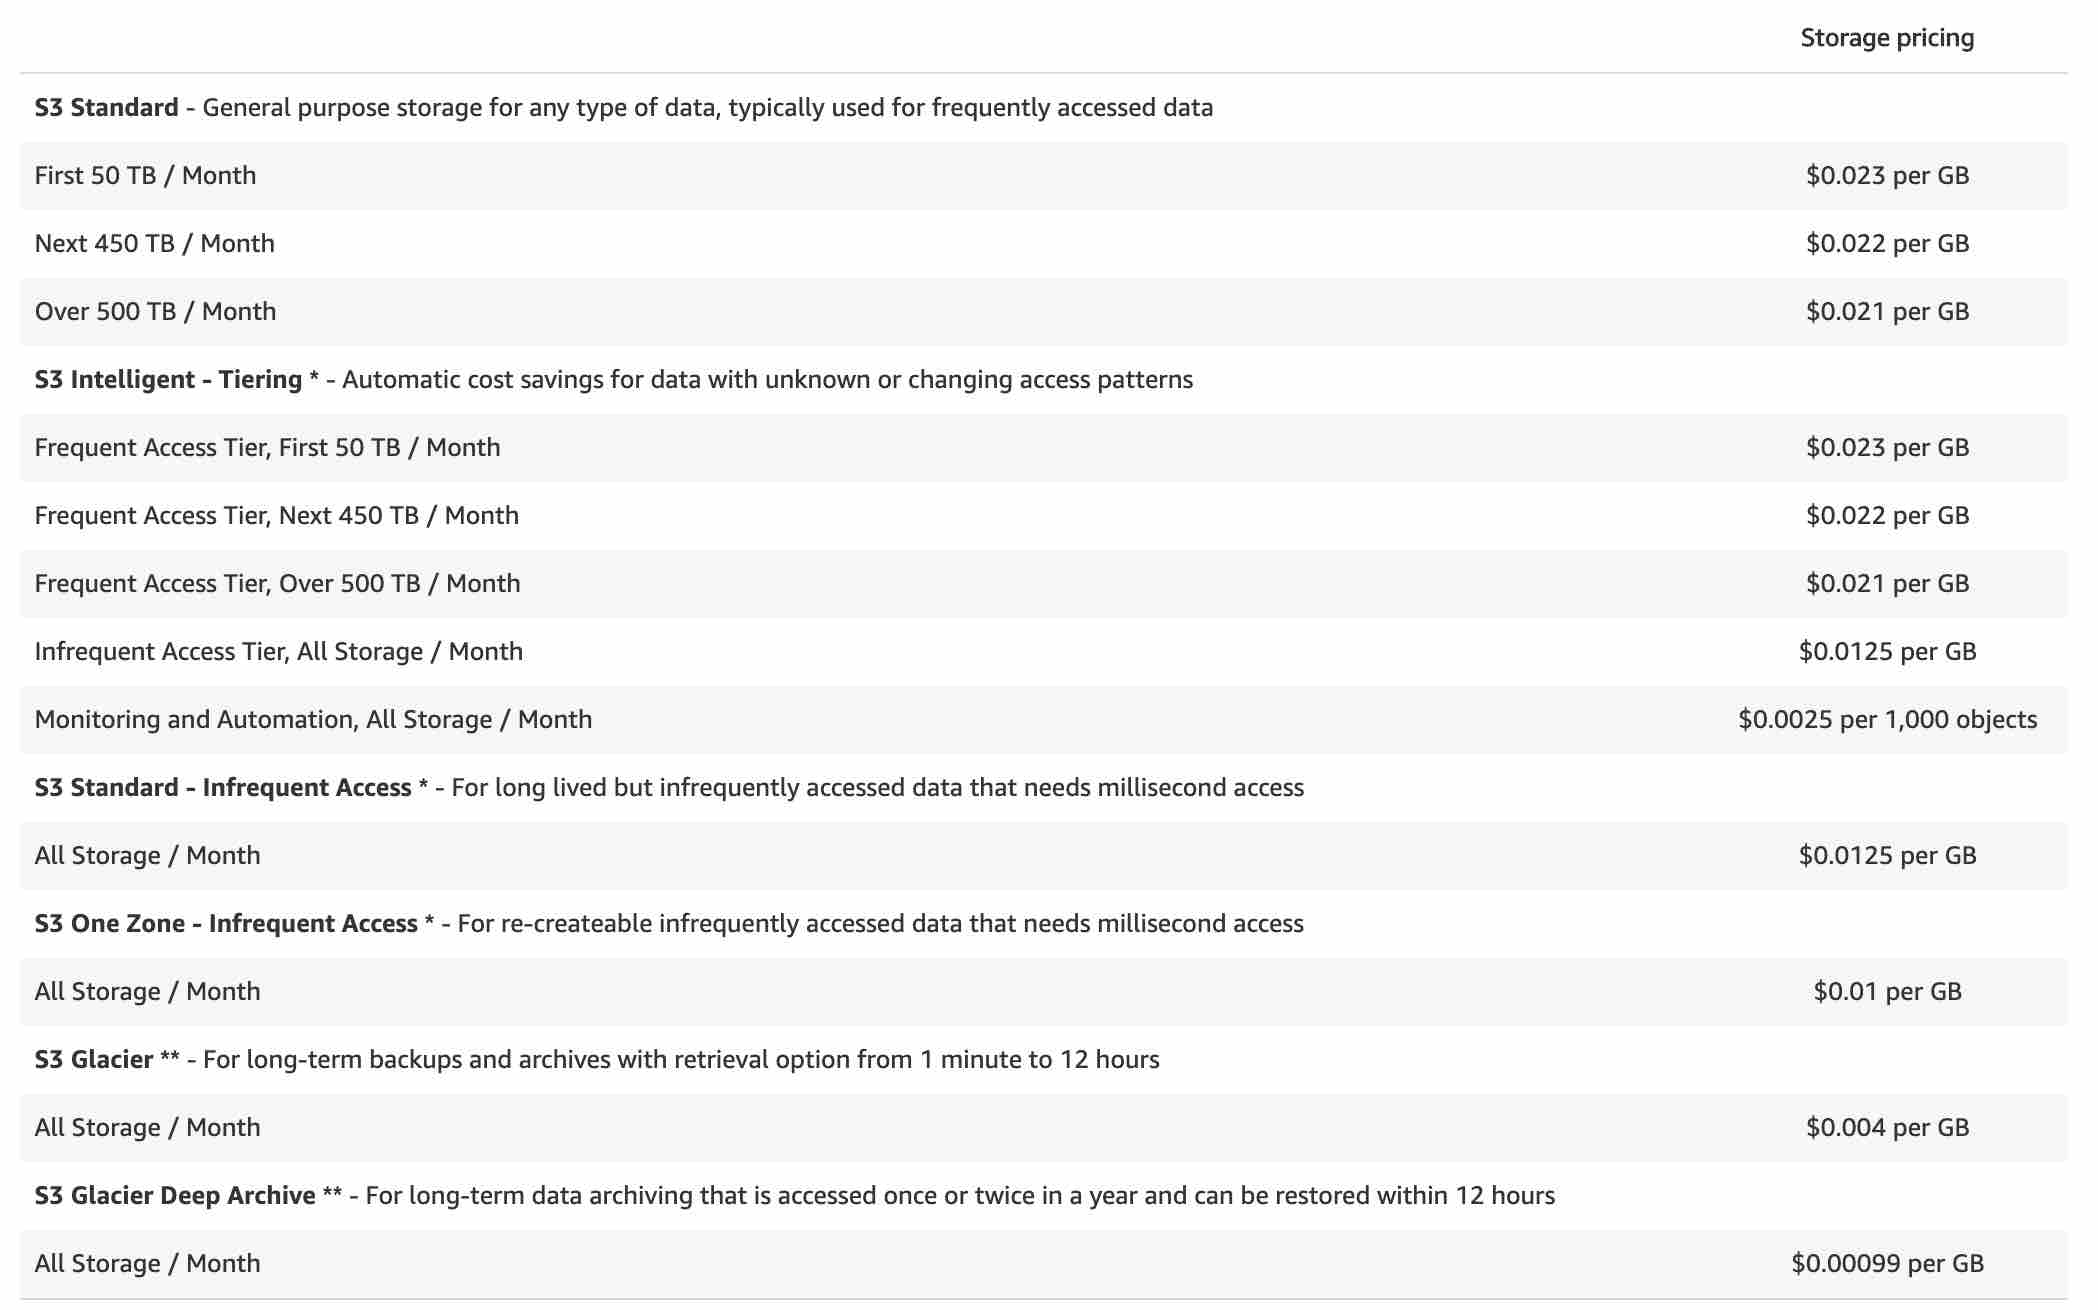 Storage pricing
S3 Standard - General purpose storage for any type of data, typically used for frequently accessed data
First 50 TB / Month $0.023 per GB
Next 450 TB / Month $0.022 per GB
Over 500 TB / Month $0.021 per GB
S3 Intelligent - Tiering * - Automatic cost savings for data with unknown or changing access patterns
Frequent Access Tier, First 50 TB / Month $0.023 per GB
Frequent Access Tier, Next 450 TB / Month $0.022 per GB
Frequent Access Tier, Over 500 TB / Month $0.021 per GB
Infrequent Access Tier, All Storage / Month $0.0125 per GB
Monitoring and Automation, All Storage / Month $0.0025 per 1,000 objects
S3 Standard - Infrequent Access * - For long lived but infrequently accessed data that needs millisecond access
All Storage / Month $0.0125 per GB
S3 One Zone - Infrequent Access * - For re-createable infrequently accessed data that needs millisecond access
All Storage / Month $0.01 per GB
S3 Glacier ** - For long-term backups and archives with retrieval option from 1 minute to 12 hours
All Storage / Month $0.004 per GB
S3 Glacier Deep Archive ** - For long-term data archiving that is accessed once or twice in a year and can be restored within 12 hours
All Storage / Month $0.00099 per GB